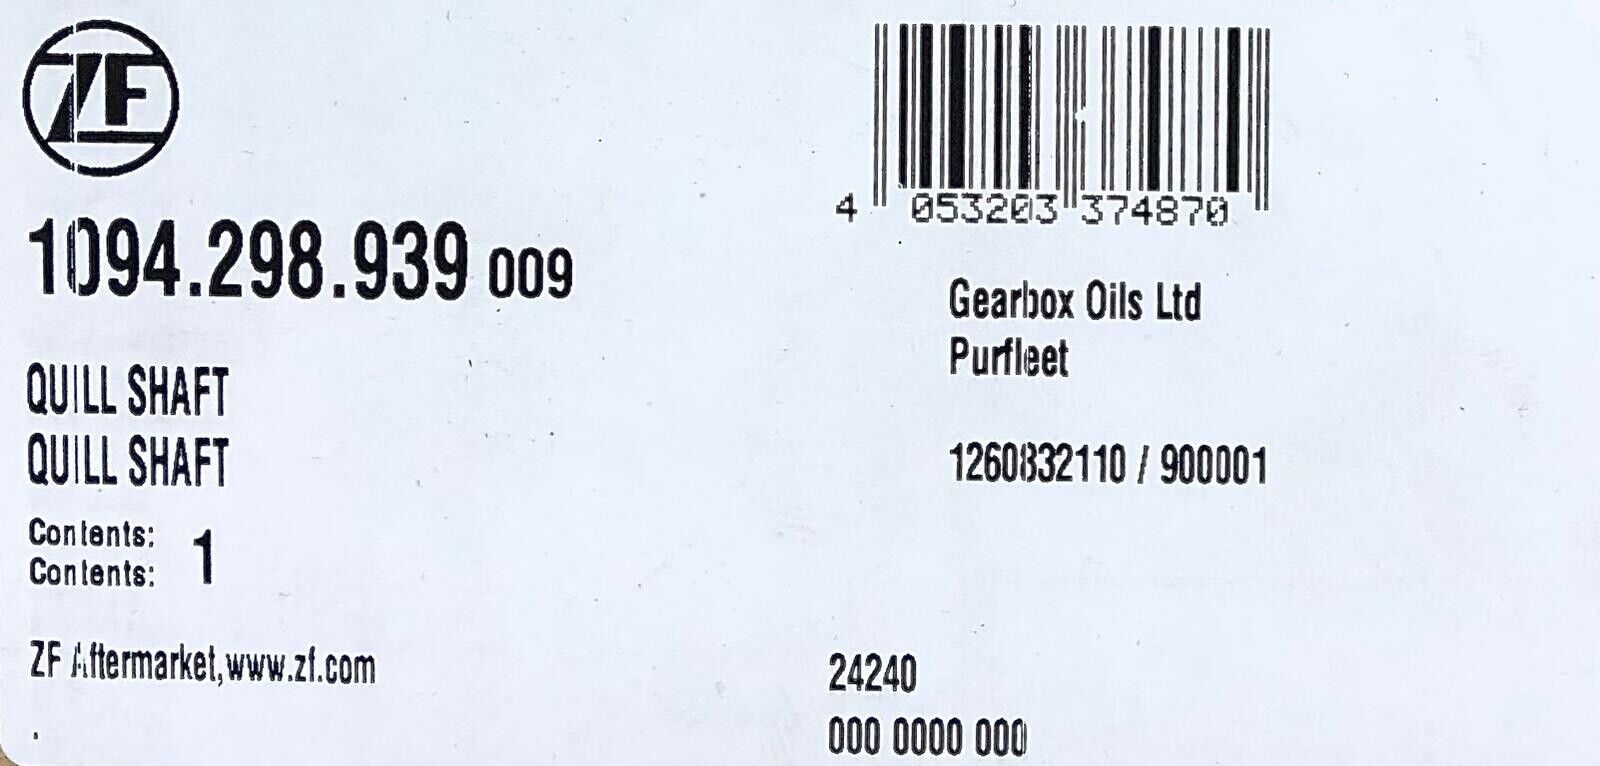 ZF
1094.298.939 009
QUILL SHAFT
QUILL SHAFT
Contents: 1
Contents:
ZF Aftermarket,www.zf.com
4 053203 374870
Gearbox Oils Ltd
Purfleet
1260832110 / 900001
24240
000 0000 000